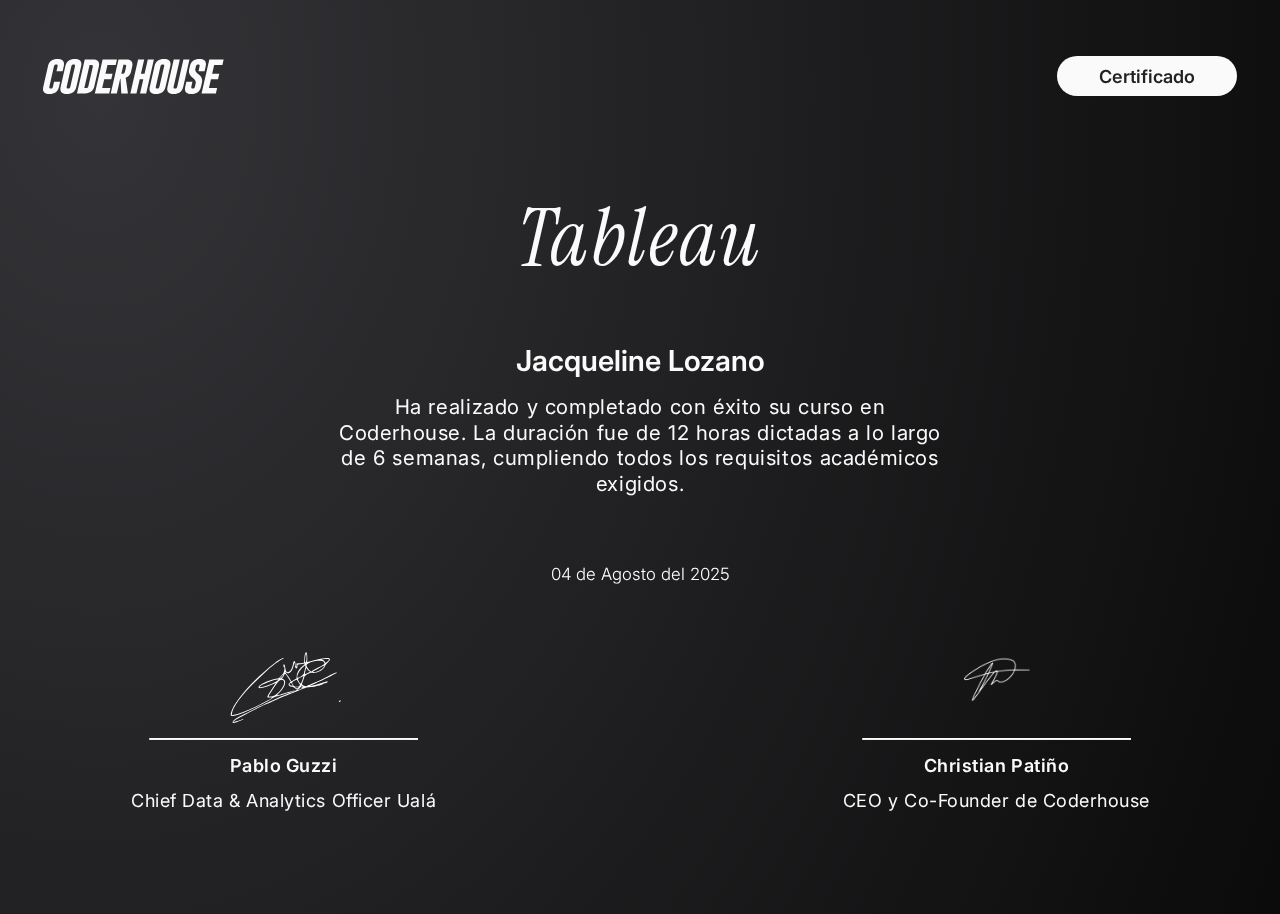 CODERHOUSE
Certificado
Tableau
Jacqueline Lozano
Ha realizado y completado con éxito su curso en
Coderhouse. La duración fue de 12 horas dictadas a lo largo
de 6 semanas, cumpliendo todos los requisitos académicos
exigidos.
04 de Agosto del 2025
Pablo Guzzi
Chief Data & Analytics Officer Ualá
Christian Patiño
CEO y Co-Founder de Coderhouse